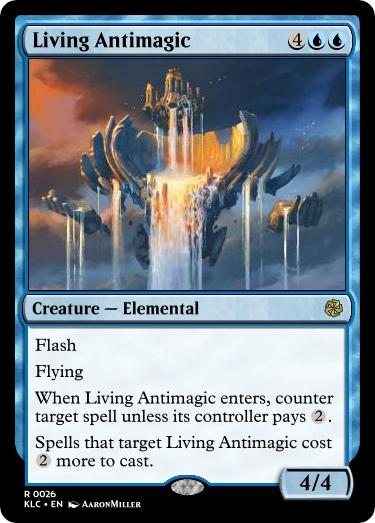 Living Antimagic 4
Creature — Elemental
Flash
Flying
When Living Antimagic enters, counter
target spell unless its controller pays 2.
Spells that target Living Antimagic cost
2 more to cast.
4/4
R 0026
KLC • EN AaronMiller